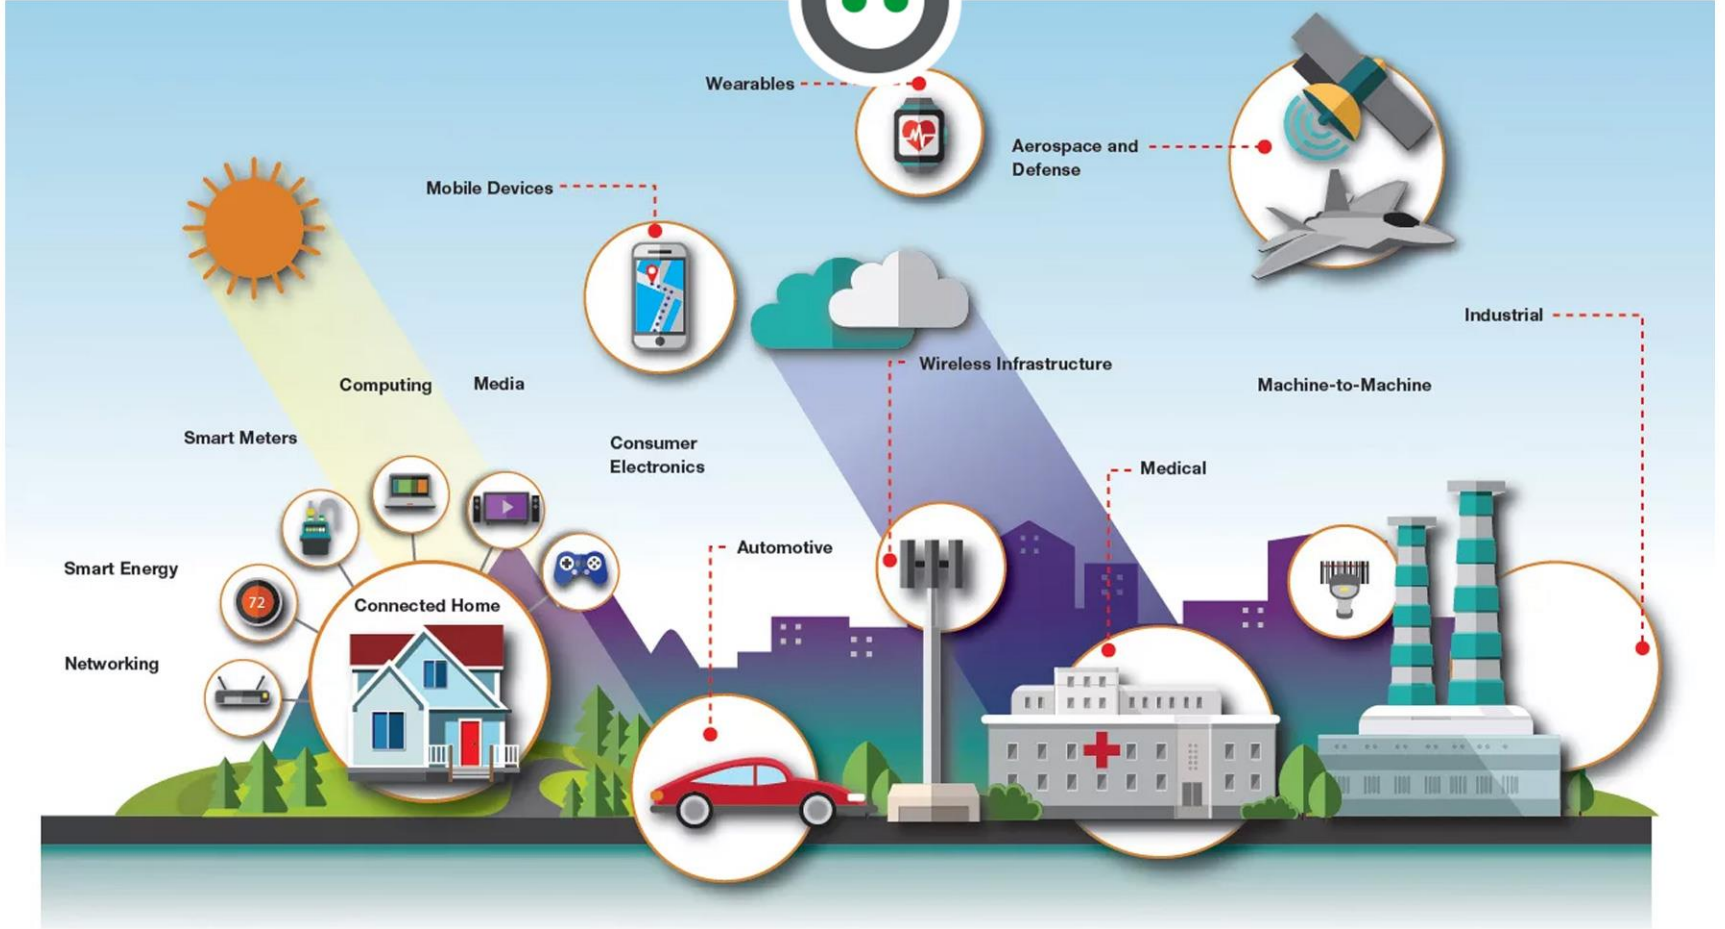 Wearables
Aerospace and
Defense
Mobile Devices
Industrial
Wireless Infrastructure
Computing
Media
Machine-to-Machine
Smart Meters
Consumer
Electronics
Medical
Automotive
Smart Energy
72
Connected Home
Networking